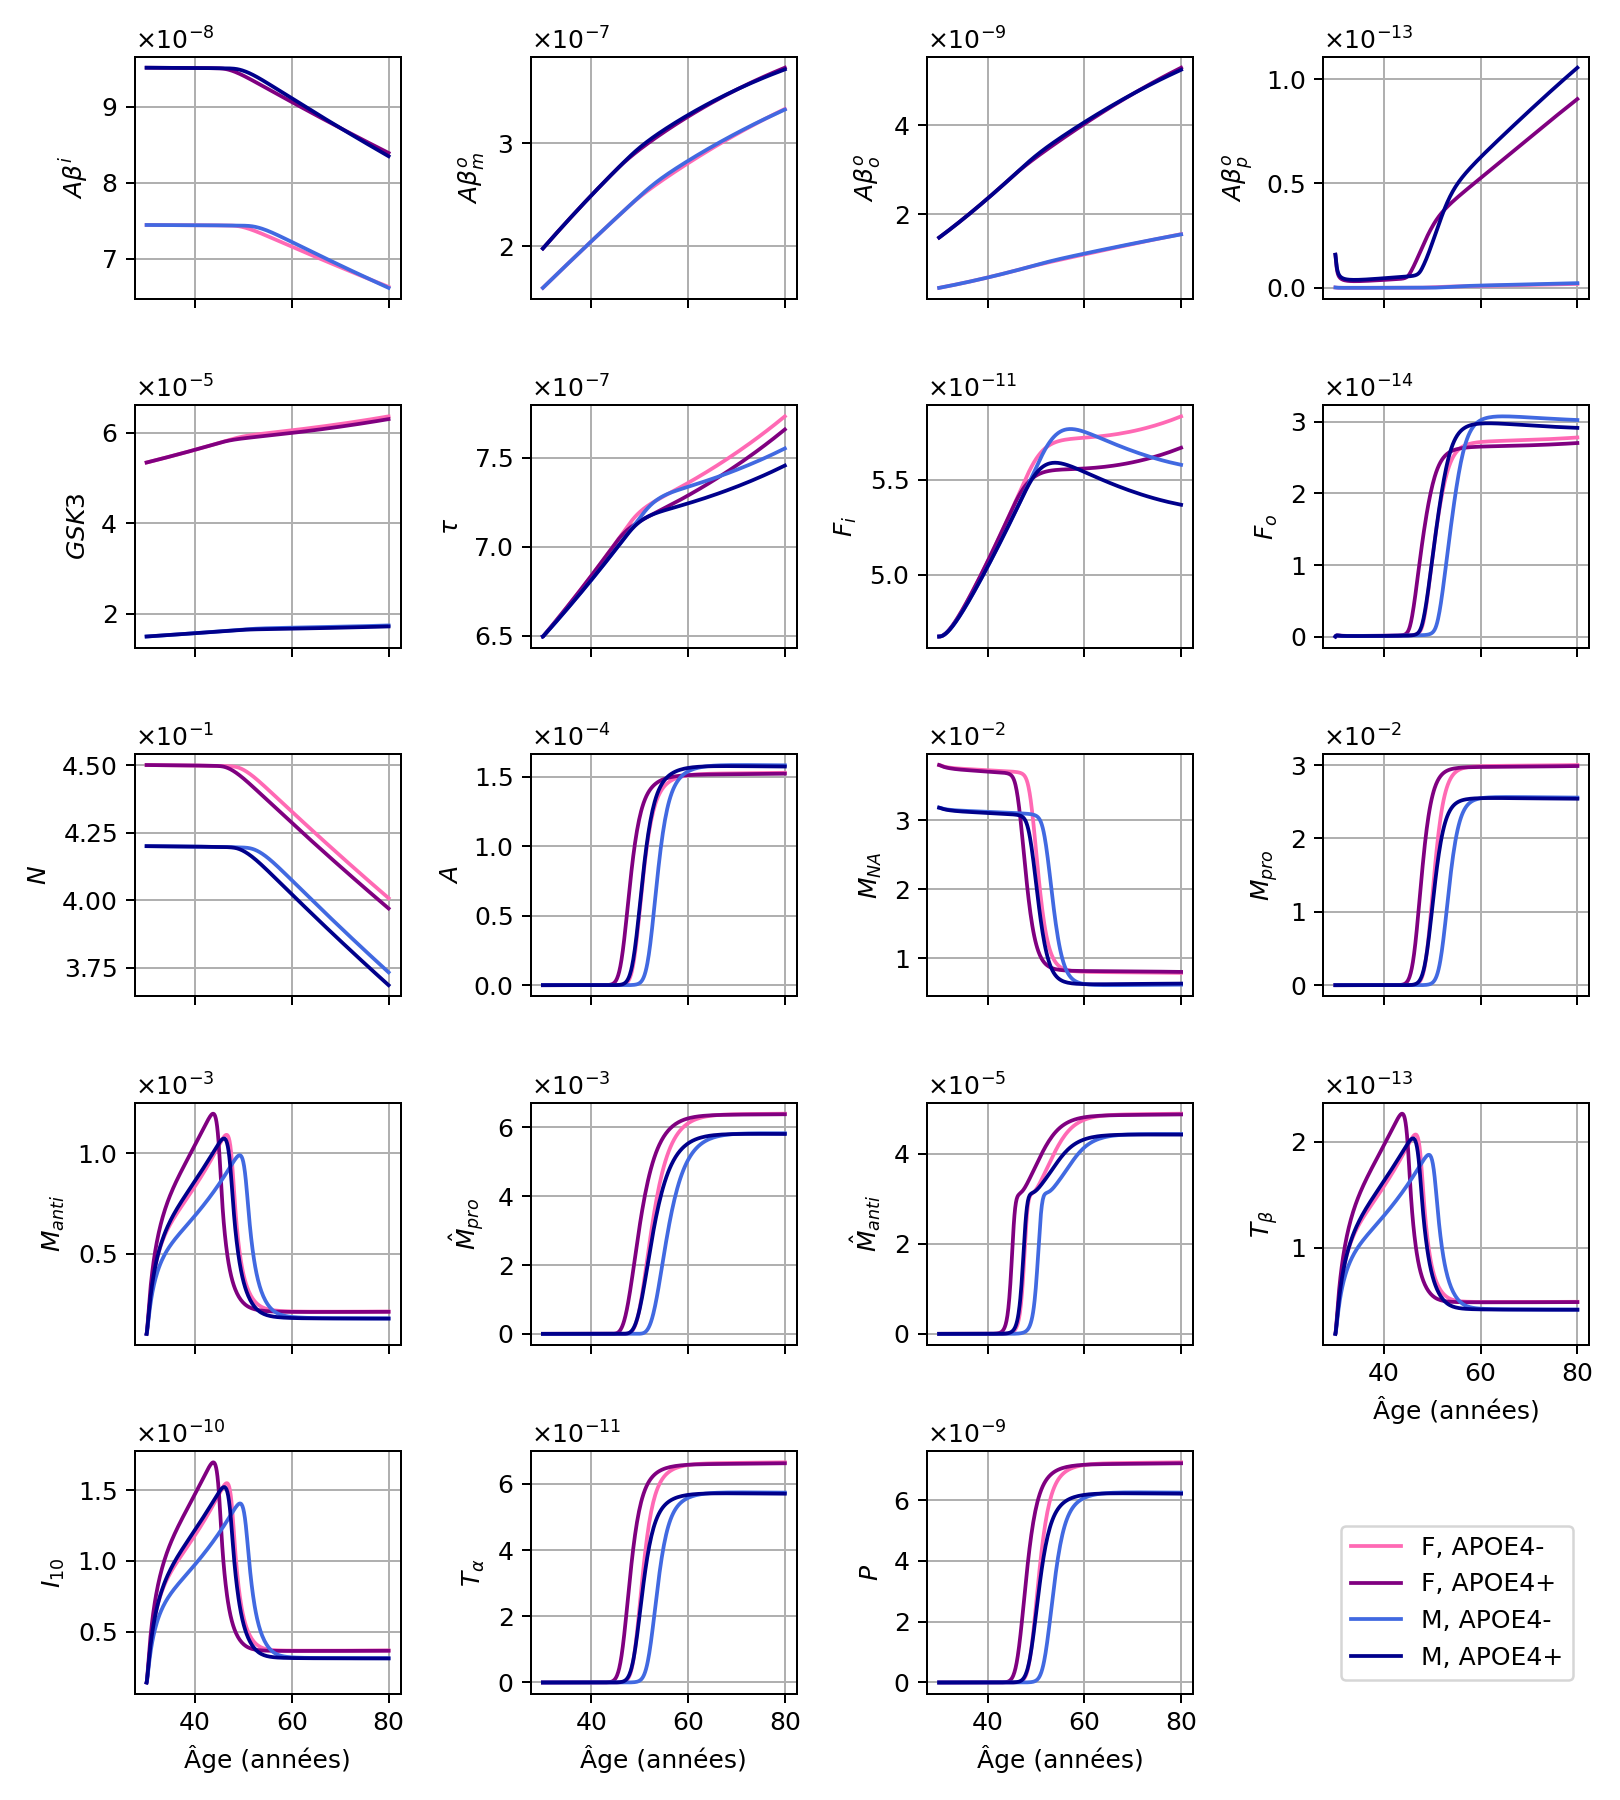 ×10⁻⁸ ×10⁻⁷ ×10⁻⁹ ×10⁻¹³
9
8
7
Aβⁱ
3
2
Aβₘᵒ
4
2
Aβₒᵒ
1.0
0.5
0.0
Aβₚᵒ
×10⁻⁵ ×10⁻⁷ ×10⁻¹¹ ×10⁻¹⁴
6
4
2
GSK3
7.5
7.0
6.5
τ
5.5
5.0
Fᵢ
3
2
1
0
Fₒ
×10⁻¹ ×10⁻⁴ ×10⁻² ×10⁻²
4.50
4.25
4.00
3.75
N
1.5
1.0
0.5
0.0
A
3
2
1
M_NA
3
2
1
0
M_pro
×10⁻³ ×10⁻³ ×10⁻⁵ ×10⁻¹³
1.0
0.5
M_anti
6
4
2
0
M̂_pro
4
2
0
M̂_anti
2
1
T_β
40 60 80
Âge (années)
×10⁻¹⁰ ×10⁻¹¹ ×10⁻⁹
1.5
1.0
0.5
I₁₀
40 60 80
Âge (années)
6
4
2
0
T_α
40 60 80
Âge (années)
6
4
2
0
P
40 60 80
Âge (années)
F, APOE4-
F, APOE4+
M, APOE4-
M, APOE4+